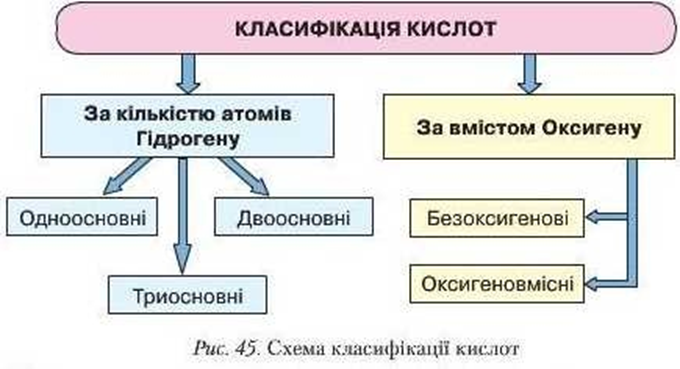 КЛАСИФІКАЦІЯ КИСЛОТ
За кількістю атомів
Гідрогену
За вмістом Оксигену
Одноосновні
Двоосновні
Триосновні
Безоксигенові
Оксигеновмісні
Рис. 45. Схема класифікації кислот